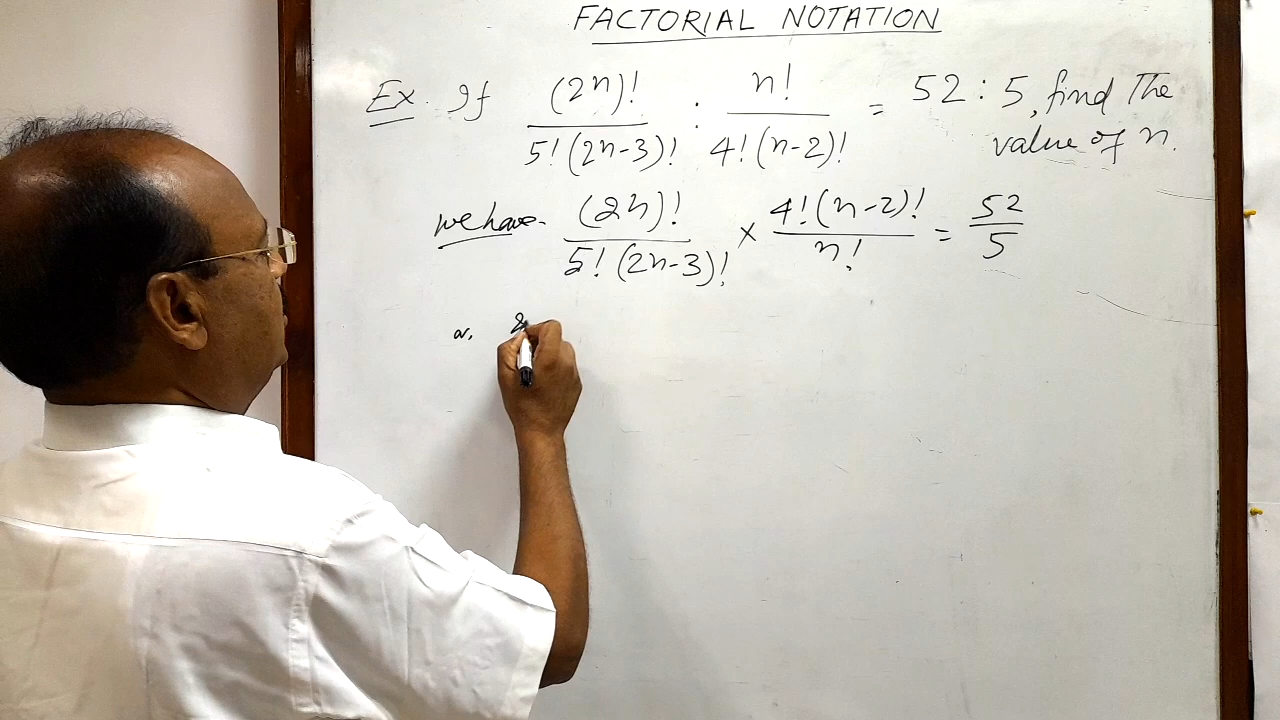 FACTORIAL NOTATION
Ex. If (2n)! / 5!(2n-3)! : n! / 4!(n-2)! = 52 : 5, find The
value of n.
We have - (2n)! / 5!(2n-3)! × 4!(n-2)! / n! = 52 / 5
or, 2